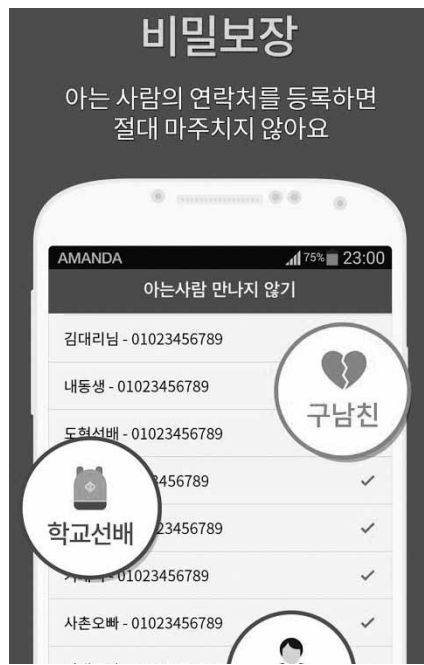 비밀보장
아는 사람의 연락처를 등록하면
절대 마주치지 않아요
AMANDA 75% 23:00
아는사람 만나지 않기
김대리님 - 01023456789
내동생 - 01023456789
구남친
도형선배 - 01023456789
3456789
학교선배
23456789
01023456789
사촌오빠 - 01023456789